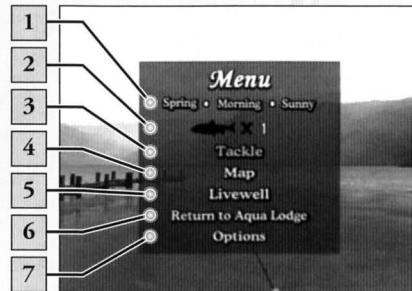 1
2
3
4
5
6
7
Menu
Spring • Morning • Sunny
X 1
Tackle
Map
Livewell
Return to Aqua Lodge
Options